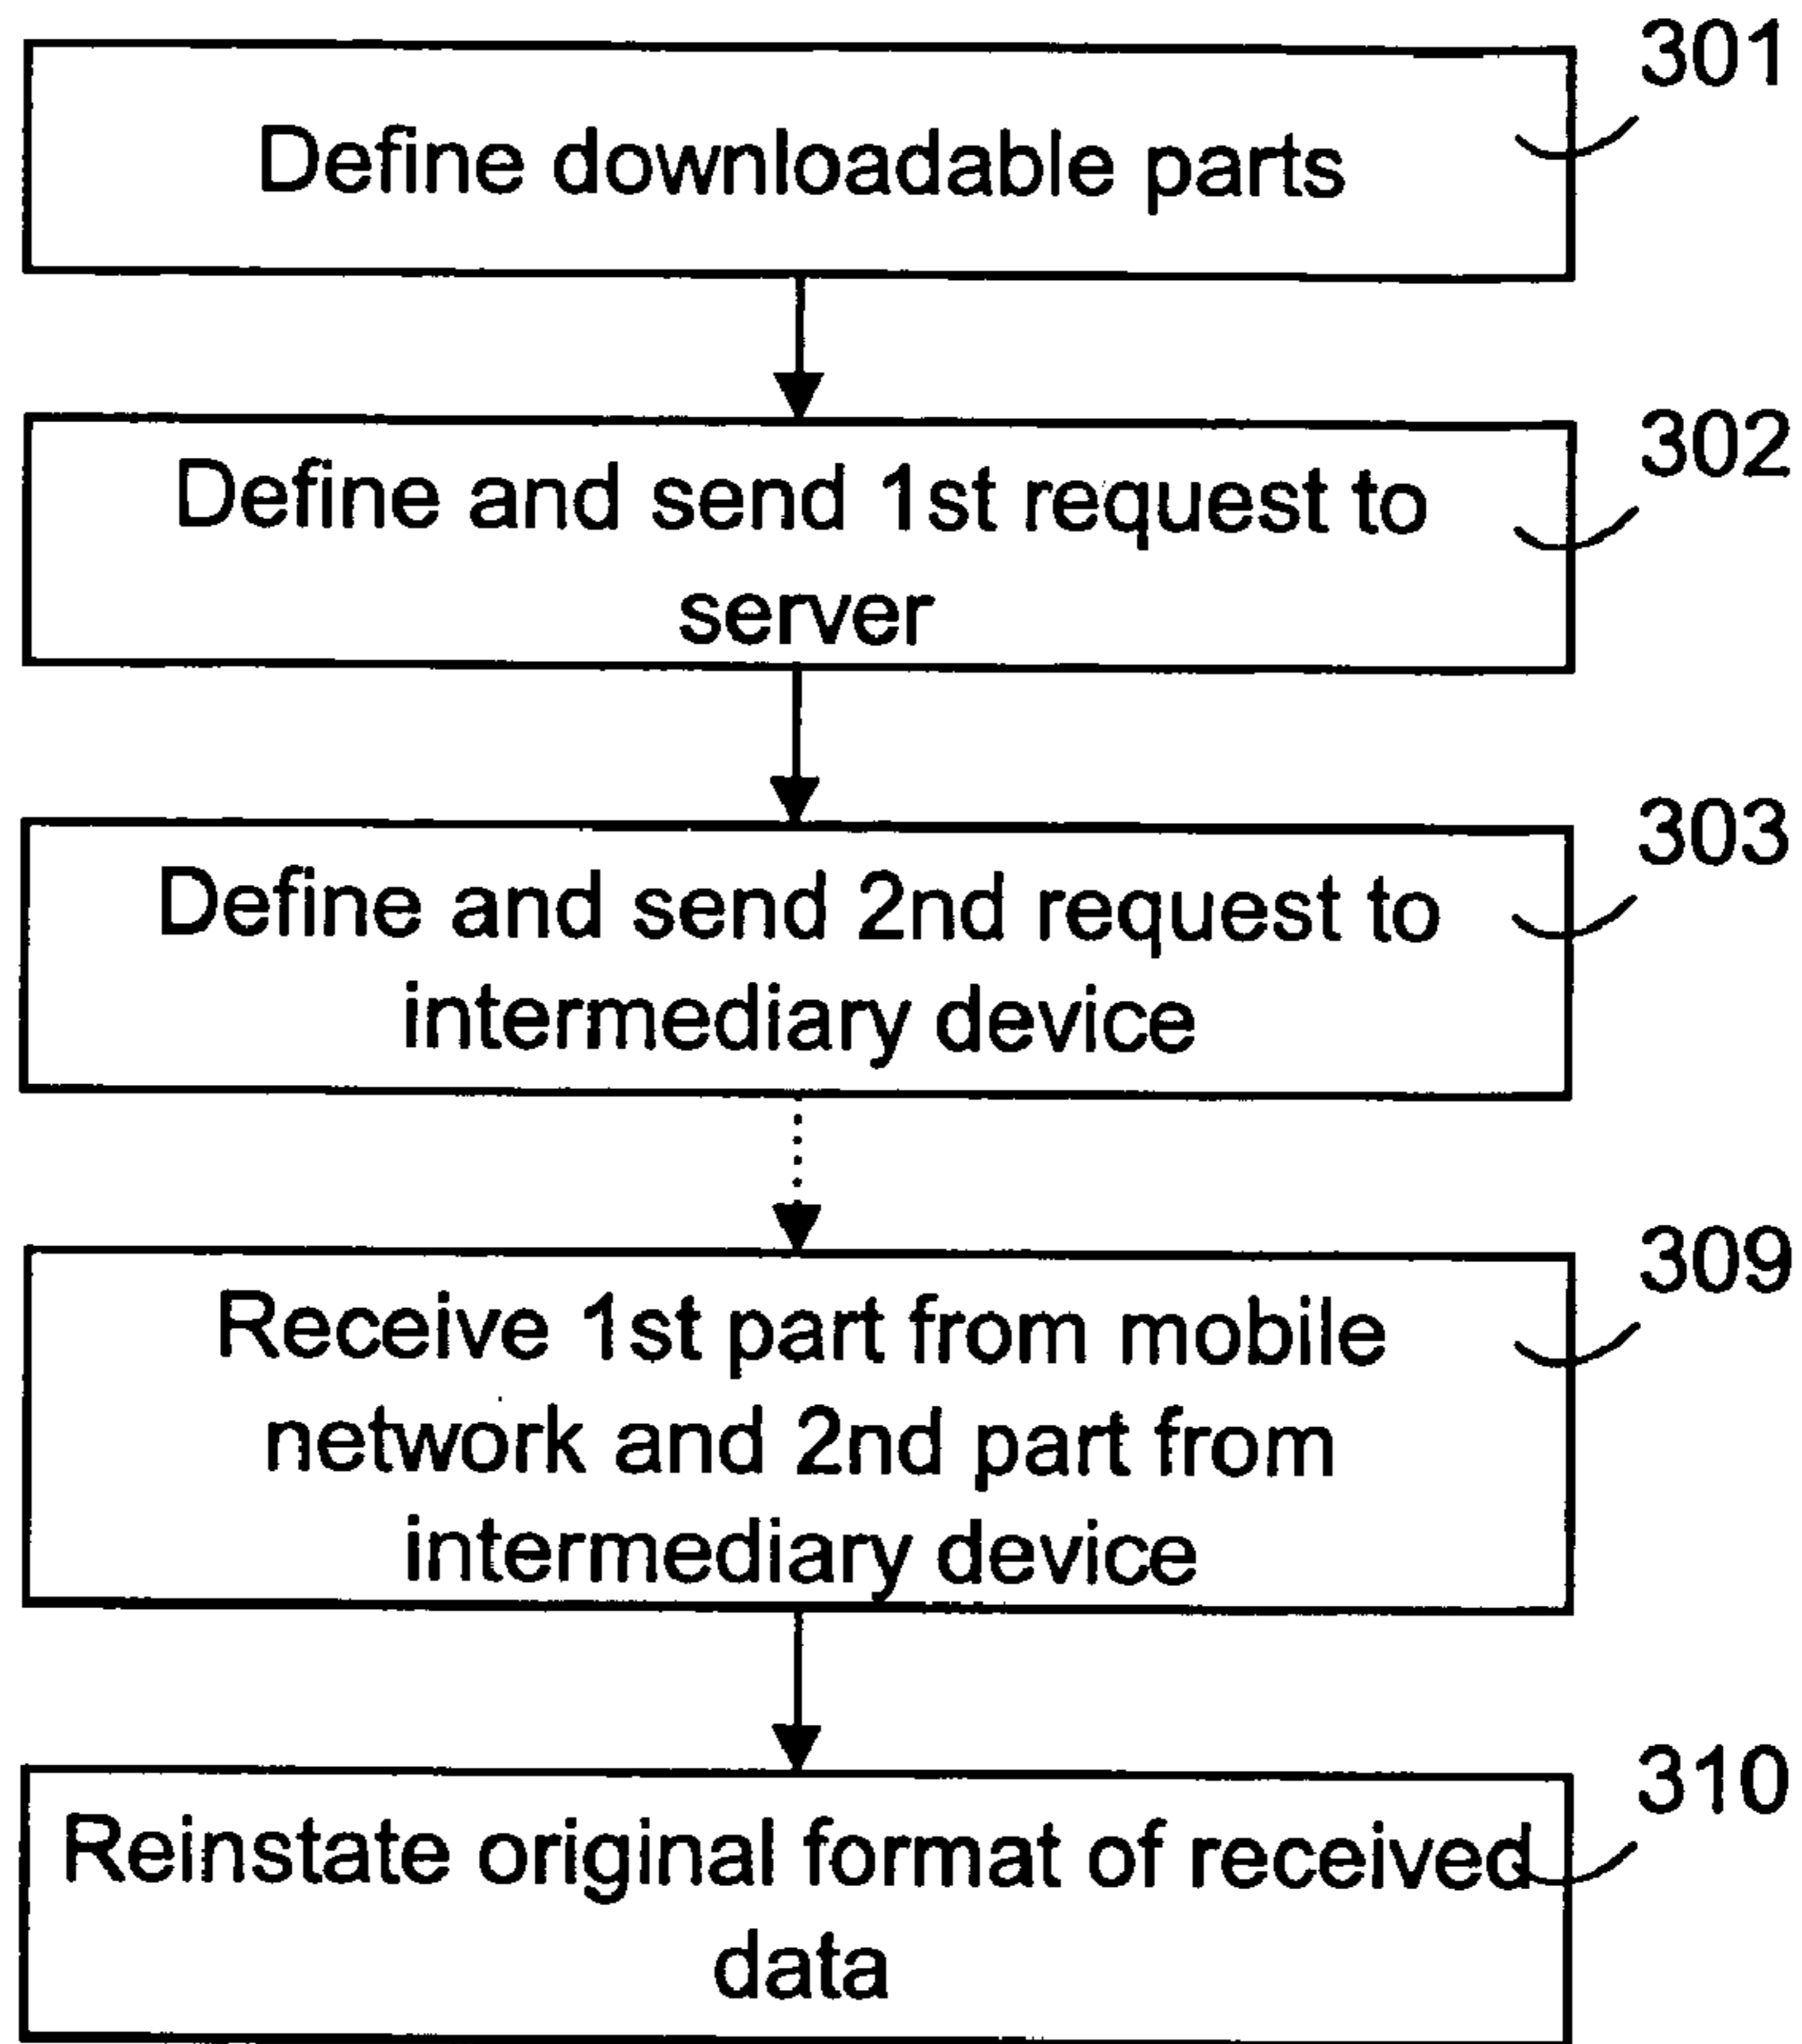 301
Define downloadable parts
302
Define and send 1st request to
server
303
Define and send 2nd request to
intermediary device
309
Receive 1st part from mobile
network and 2nd part from
intermediary device
310
Reinstate original format of received
data